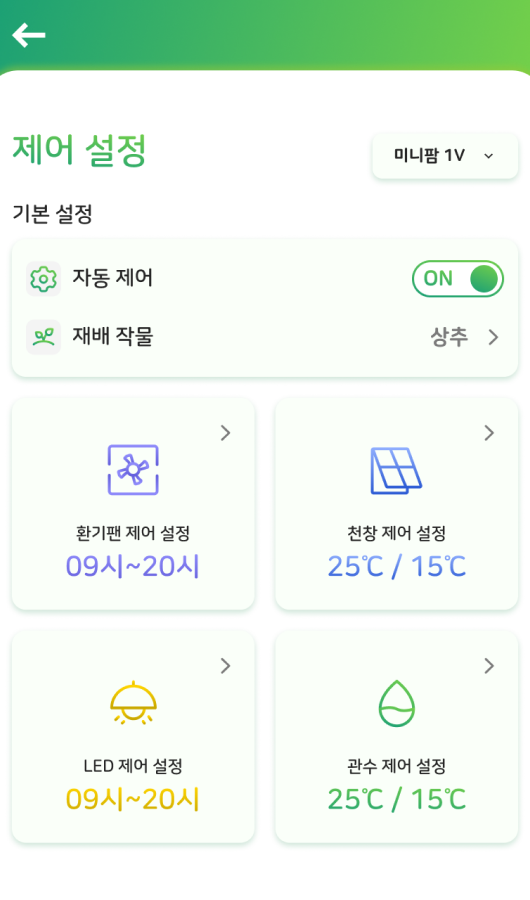 제어 설정
미니팜 1V
기본 설정
자동 제어
ON
재배 작물
상추
환기팬 제어 설정
09시~20시
천창 제어 설정
25℃ / 15℃
LED 제어 설정
09시~20시
관수 제어 설정
25℃ / 15℃